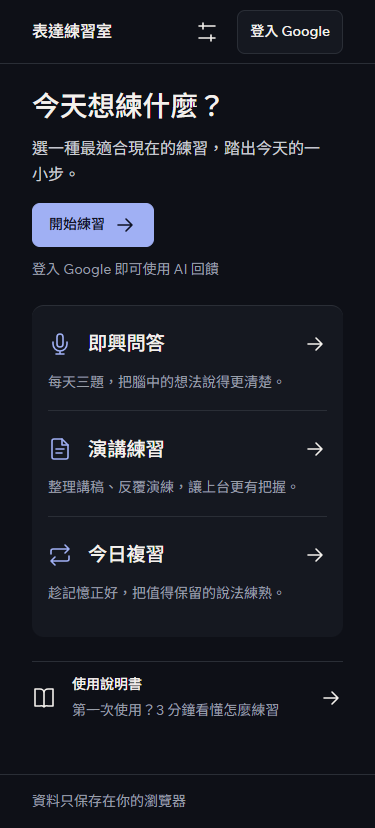 表達練習室
登入 Google
今天想練什麼？
選一種最適合現在的練習，踏出今天的一
小步。
開始練習
登入 Google 即可使用 AI 回饋
即興問答
每天三題，把腦中的想法說得更清楚。
演講練習
整理講稿、反覆演練，讓上台更有把握。
今日複習
趁記憶正好，把值得保留的說法練熟。
使用說明書
第一次使用？3 分鐘看懂怎麼練習
資料只保存在你的瀏覽器